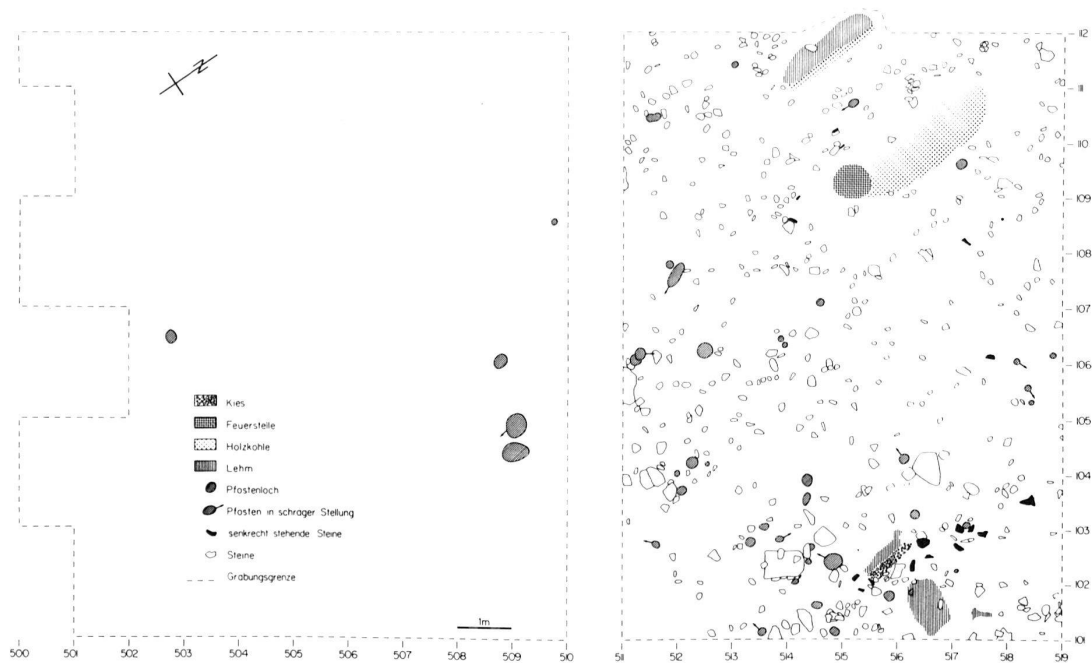 N
Kies
Feuerstelle
Holzkohle
Lehm
Pfostenloch
Pfosten in schräger Stellung
senkrecht stehende Steine
Steine
Grabungsgrenze
1m
112
111
110
109
108
107
106
105
104
103
102
101
500 501 502 503 504 505 506 507 508 509 510 511 512 513 514 515 516 517 518 519